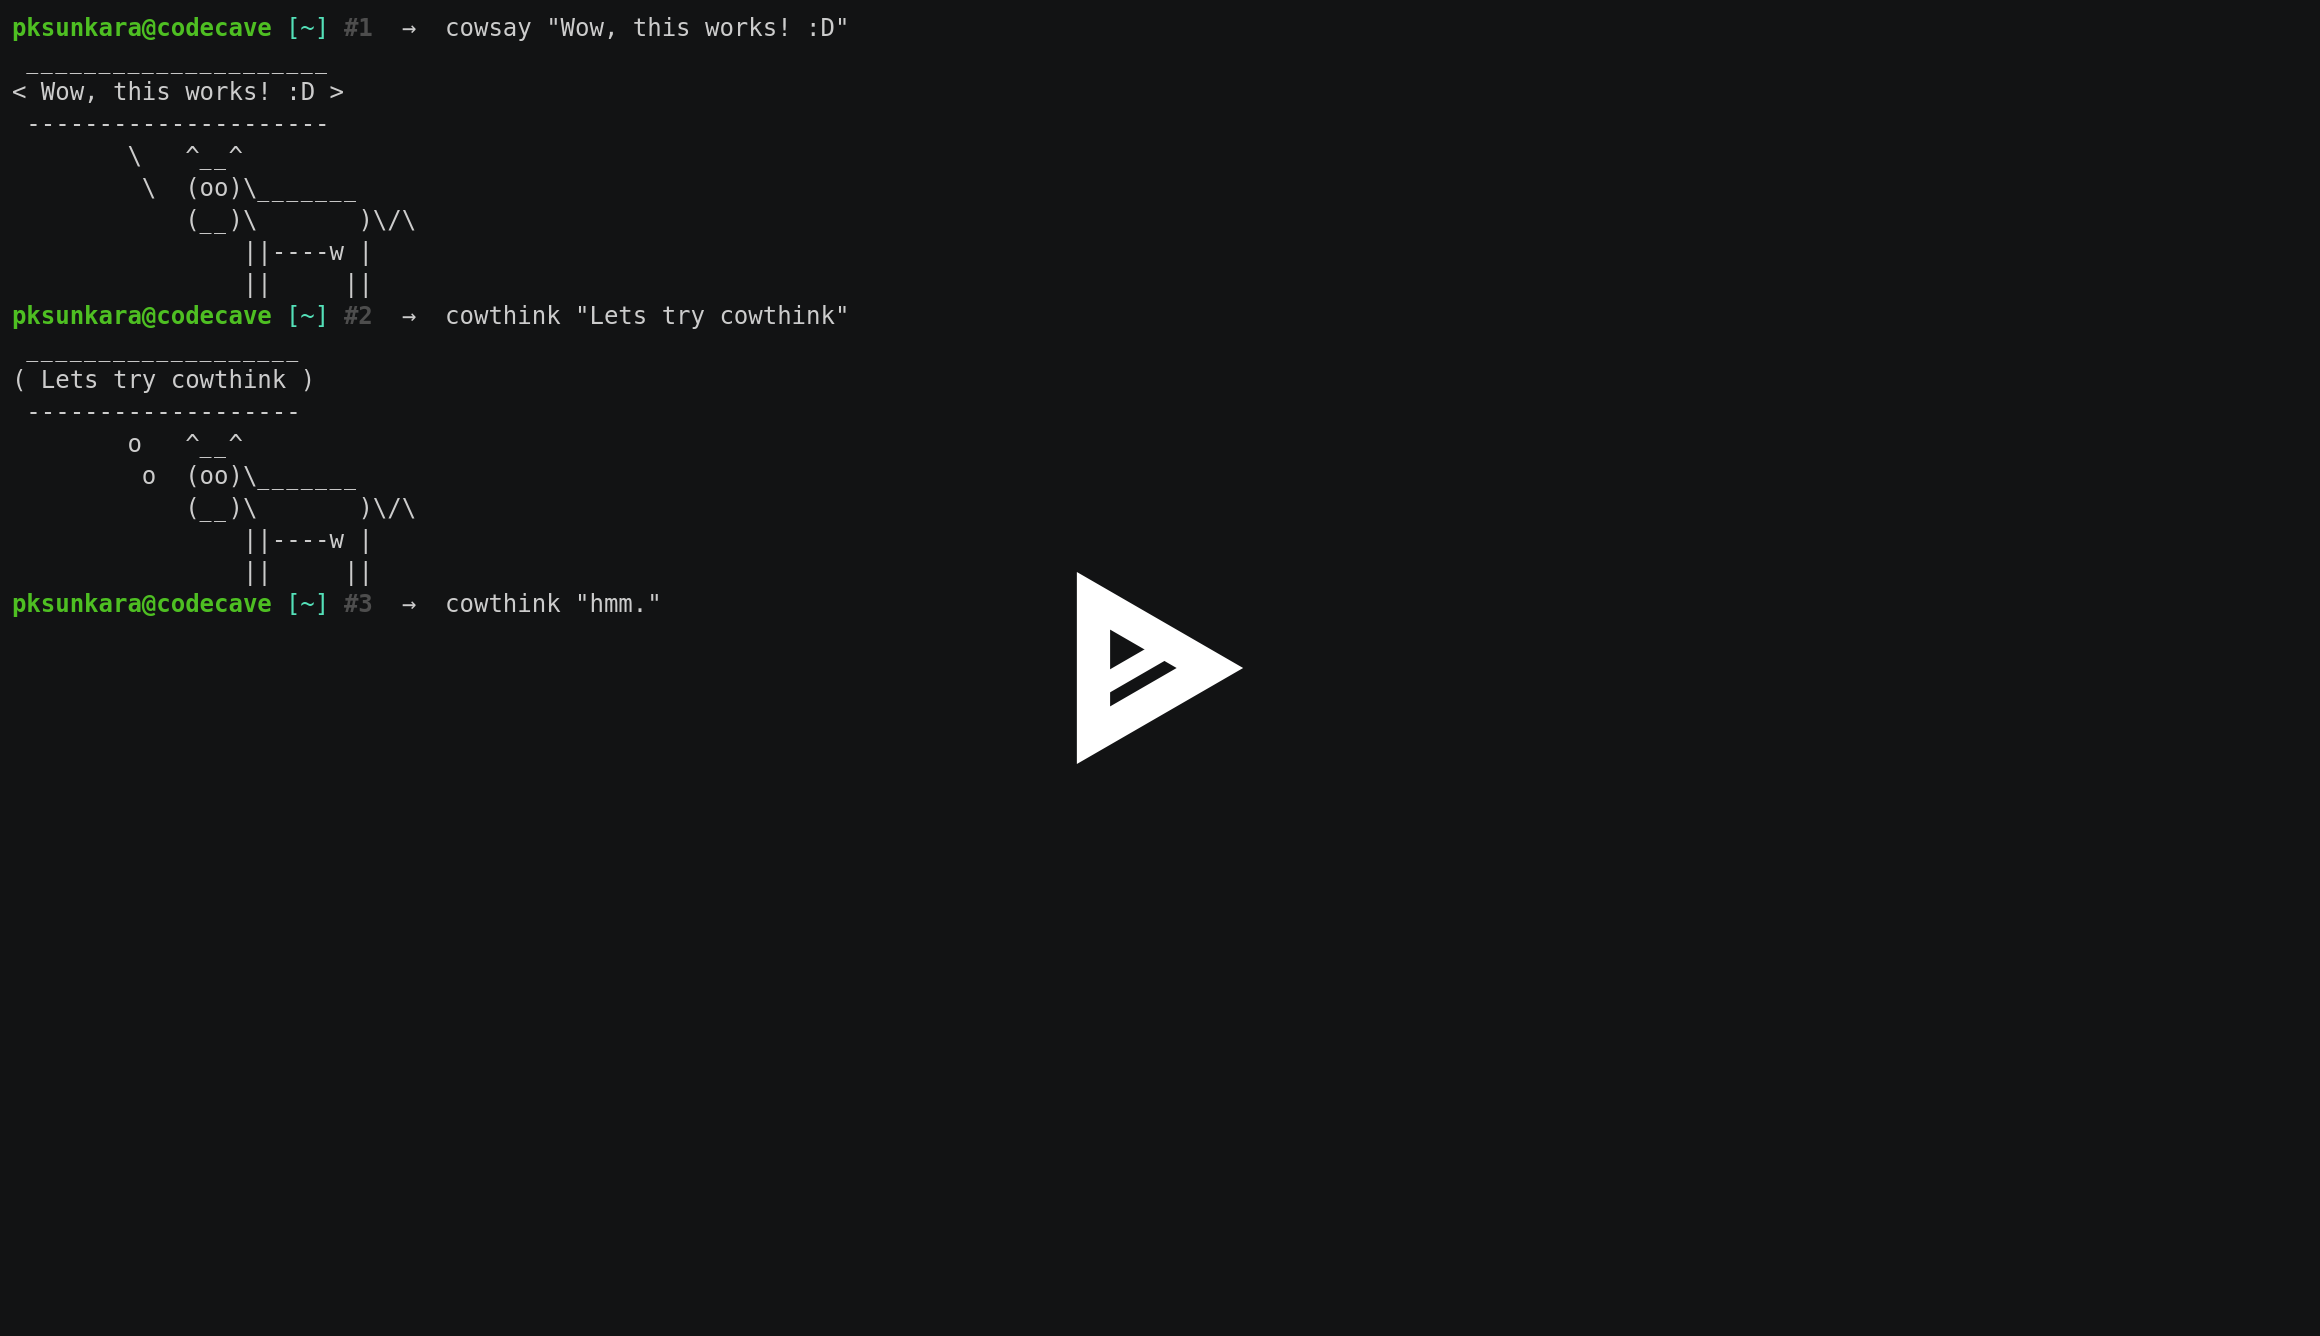 pksunkara@codecave [~] #1  →  cowsay "Wow, this works! :D"
 _____________________
< Wow, this works! :D >
 ---------------------
        \   ^__^
         \  (oo)\_______
            (__)\       )\/\
                ||----w |
                ||     ||
pksunkara@codecave [~] #2  →  cowthink "Lets try cowthink"
 ___________________
( Lets try cowthink )
 -------------------
        o   ^__^
         o  (oo)\_______
            (__)\       )\/\
                ||----w |
                ||     ||
pksunkara@codecave [~] #3  →  cowthink "hmm."